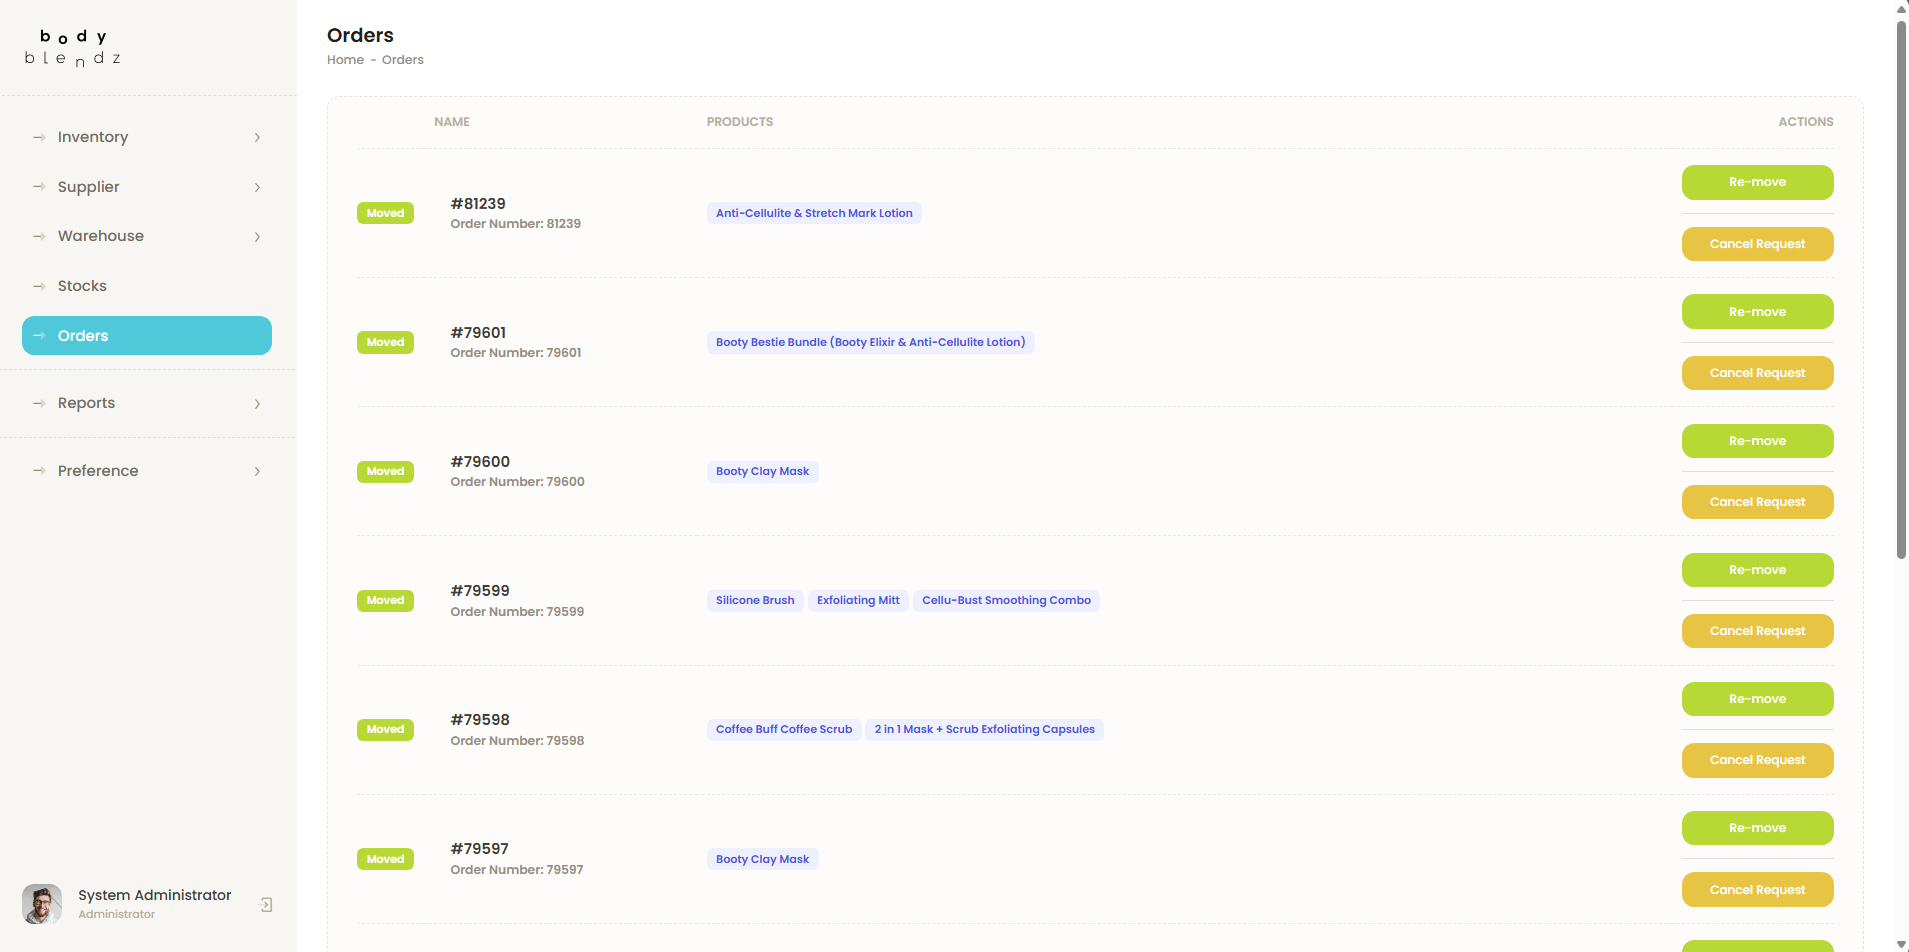 body
blendz
Inventory
Supplier
Warehouse
Stocks
Orders
Reports
Preference
System Administrator
Administrator
Orders
Home - Orders
NAME PRODUCTS ACTIONS
Moved
#81239
Order Number: 81239
Anti-Cellulite & Stretch Mark Lotion
Re-move
Cancel Request
Moved
#79601
Order Number: 79601
Booty Bestie Bundle (Booty Elixir & Anti-Cellulite Lotion)
Re-move
Cancel Request
Moved
#79600
Order Number: 79600
Booty Clay Mask
Re-move
Cancel Request
Moved
#79599
Order Number: 79599
Silicone Brush Exfoliating Mitt Cellu-Bust Smoothing Combo
Re-move
Cancel Request
Moved
#79598
Order Number: 79598
Coffee Buff Coffee Scrub 2 in 1 Mask + Scrub Exfoliating Capsules
Re-move
Cancel Request
Moved
#79597
Order Number: 79597
Booty Clay Mask
Re-move
Cancel Request